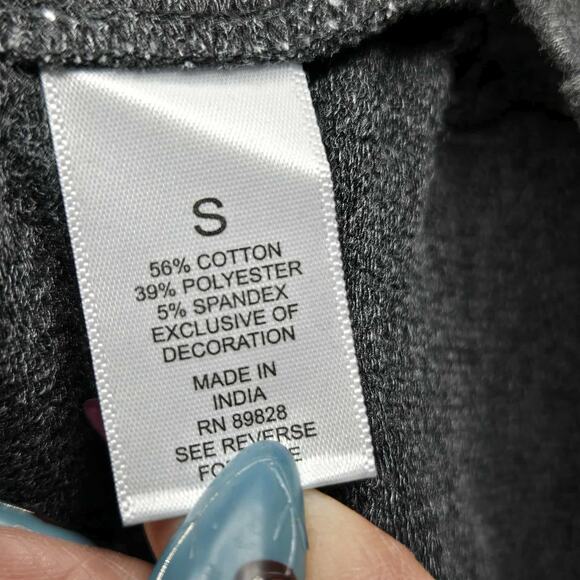 S
56% COTTON
39% POLYESTER
5% SPANDEX
EXCLUSIVE OF
DECORATION
MADE IN
INDIA
RN 89828
SEE REVERSE